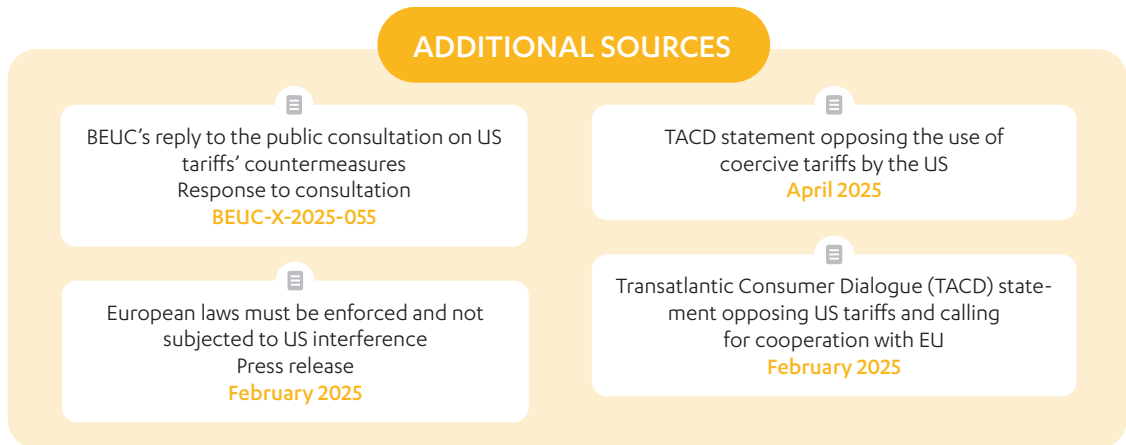 ADDITIONAL SOURCES
BEUC’s reply to the public consultation on US
tariffs’ countermeasures
Response to consultation
BEUC-X-2025-055
European laws must be enforced and not
subjected to US interference
Press release
February 2025
TACD statement opposing the use of
coercive tariffs by the US
April 2025
Transatlantic Consumer Dialogue (TACD) state-
ment opposing US tariffs and calling
for cooperation with EU
February 2025